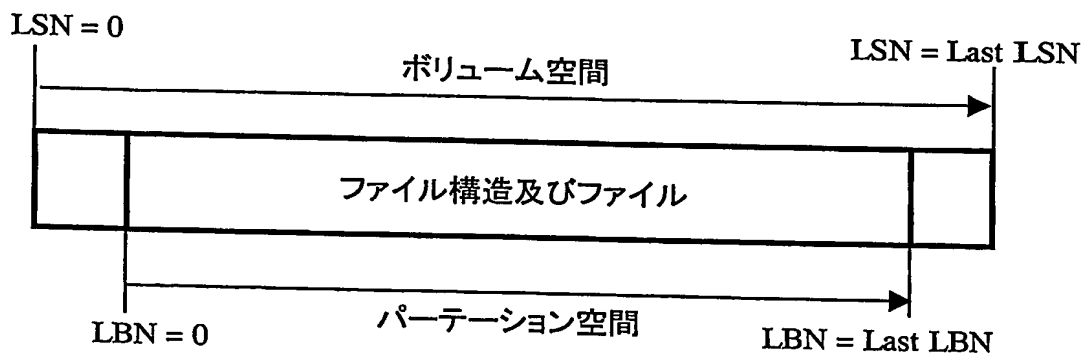 LSN = 0
LSN = Last LSN
ボリューム空間
ファイル構造及びファイル
パーテーション空間
LBN = 0
LBN = Last LBN